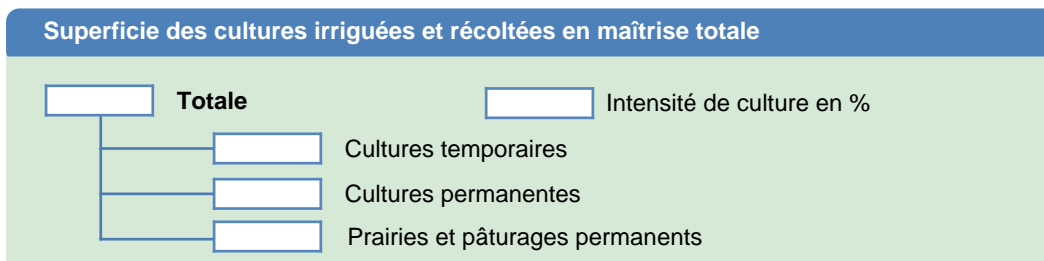 Superficie des cultures irriguées et récoltées en maîtrise totale
Totale
Intensité de culture en %
Cultures temporaires
Cultures permanentes
Prairies et pâturages permanents